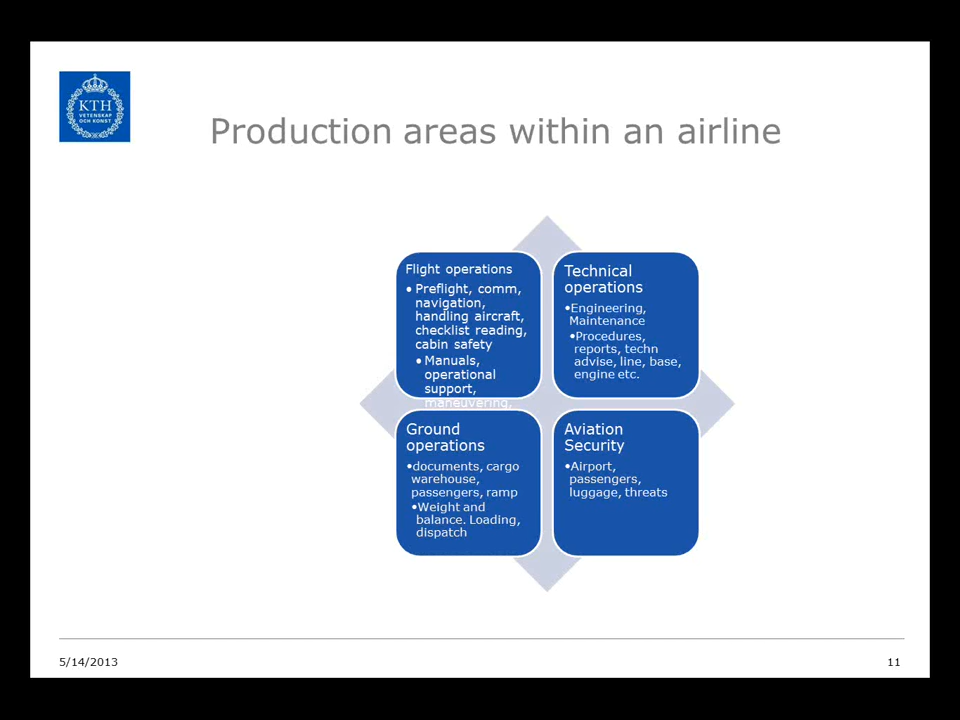 KTH
VETENSKAP
OCH KONST
Production areas within an airline
Flight operations
• Preflight, comm,
navigation,
handling aircraft,
checklist reading,
cabin safety
• Manuals,
operational
support,
maneuvering,
Technical
operations
•Engineering,
Maintenance
•Procedures,
reports, techn
advise, line, base,
engine etc.
Ground
operations
•documents, cargo
warehouse,
passengers, ramp
•Weight and
balance. Loading,
dispatch
Aviation
Security
•Airport,
passengers,
luggage, threats
5/14/2013
11